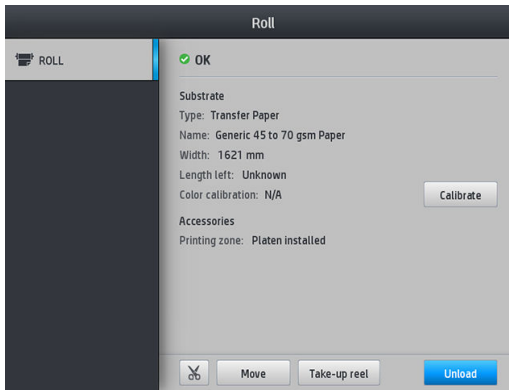 Roll
ROLL
OK
Substrate
Type: Transfer Paper
Name: Generic 45 to 70 gsm Paper
Width: 1621 mm
Length left: Unknown
Color calibration: N/A
Calibrate
Accessories
Printing zone: Platen installed
Move
Take-up reel
Unload